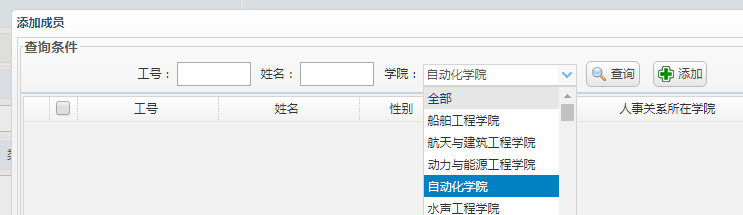 添加成员
查询条件
工号： 姓名： 学院： 自动化学院 查询 添加
工号 姓名 性别 人事关系所在学院
全部
船舶工程学院
航天与建筑工程学院
动力与能源工程学院
自动化学院
水声工程学院